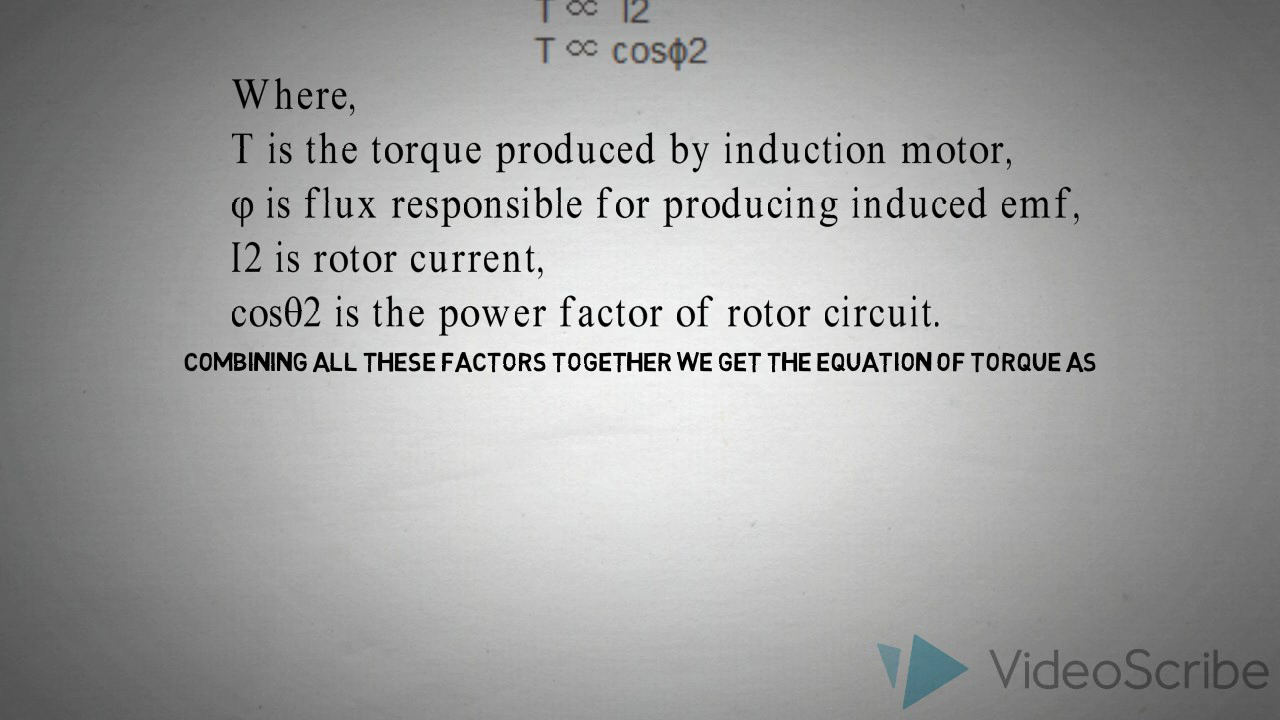 T ∝ I2
T ∝ cosϕ2
Where,
T is the torque produced by induction motor,
φ is flux responsible for producing induced emf,
I2 is rotor current,
cosθ2 is the power factor of rotor circuit.
COMBINING ALL THESE FACTORS TOGETHER WE GET THE EQUATION OF TORQUE AS
VideoScribe